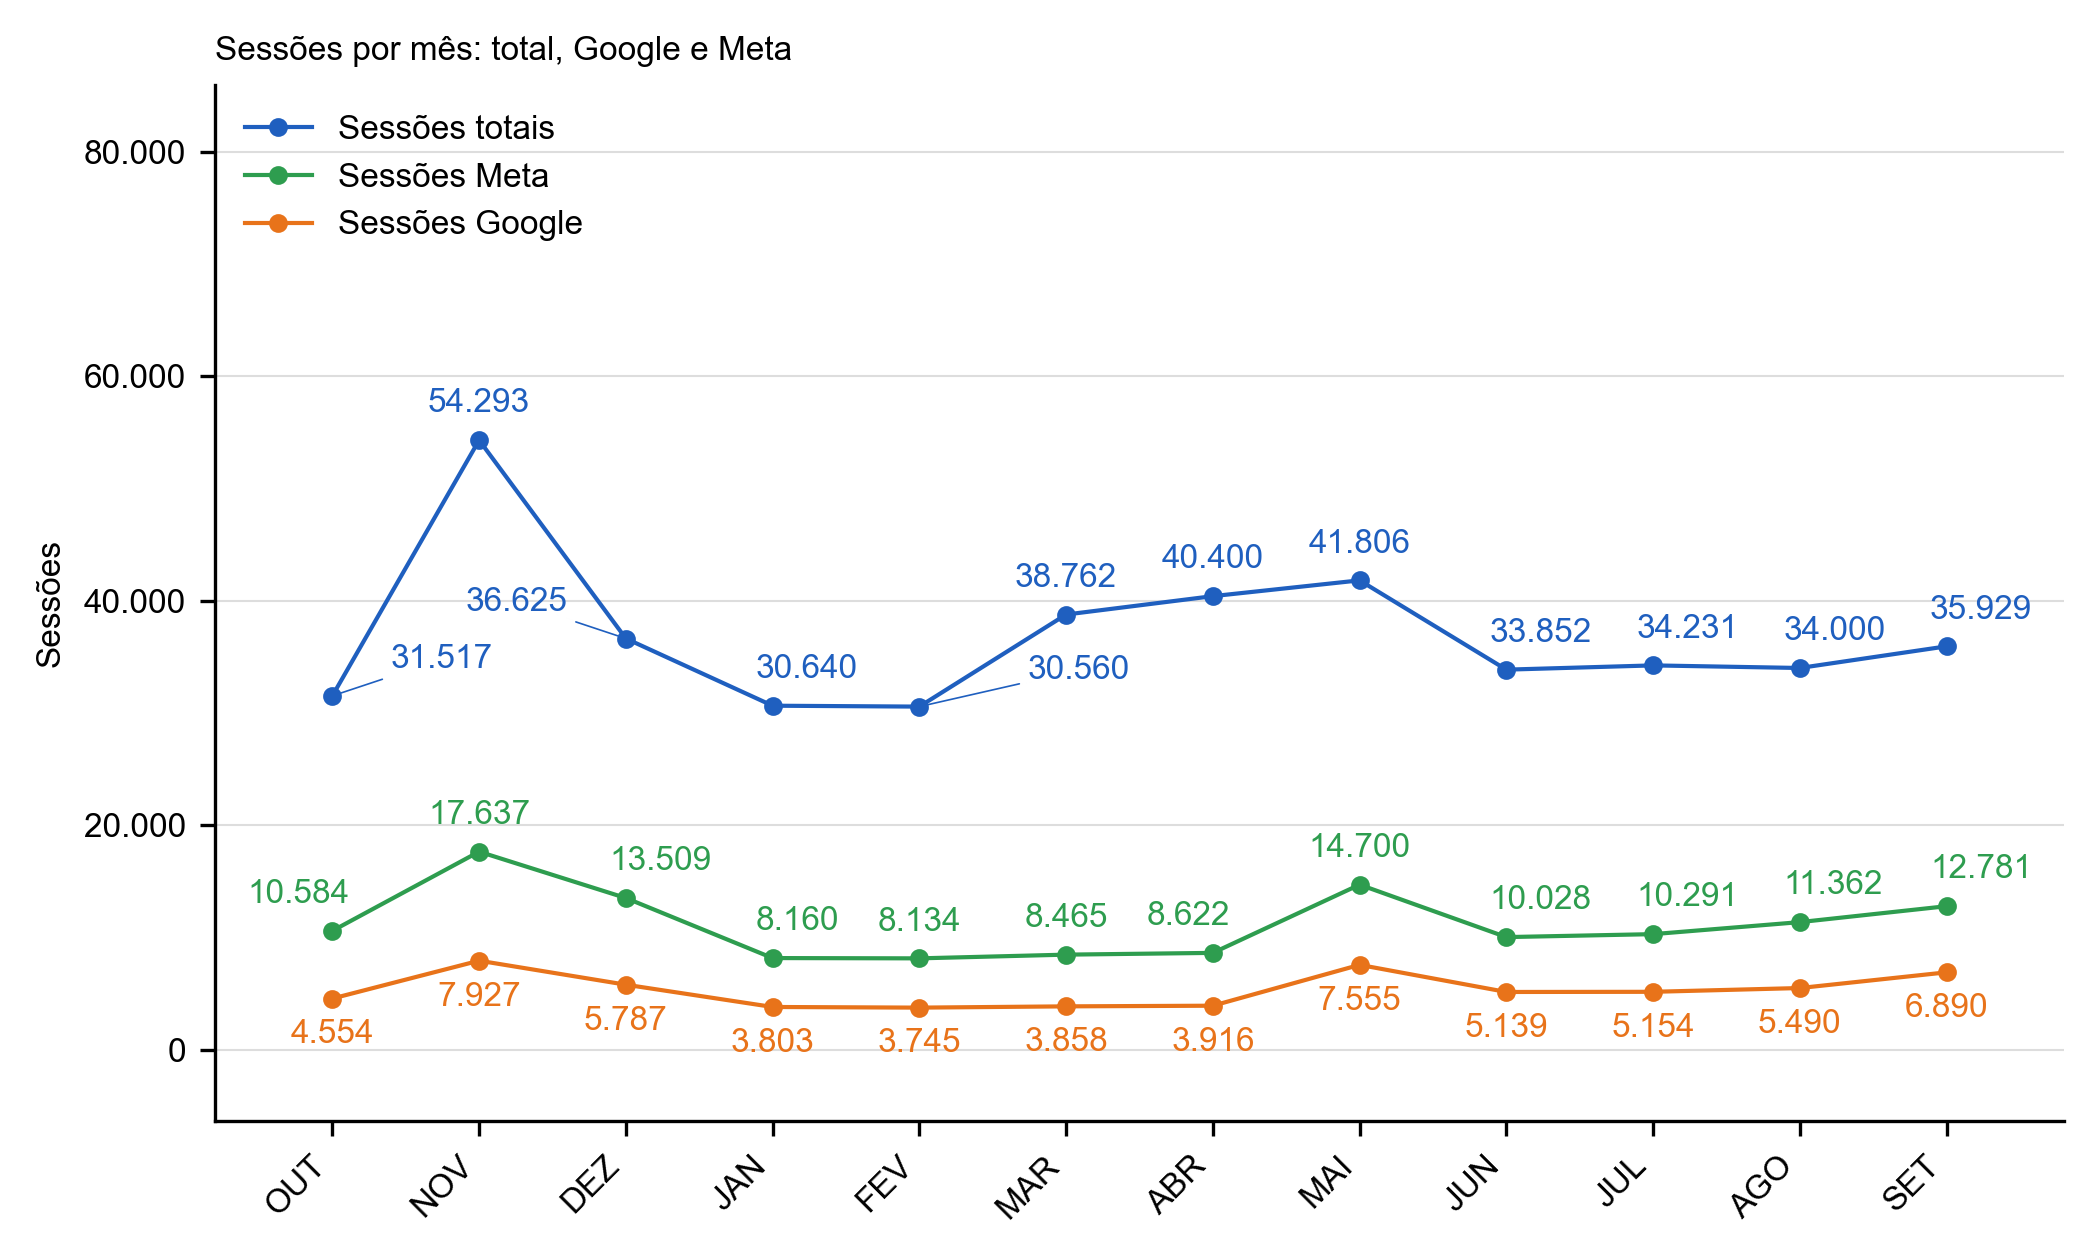 Sessões por mês: total, Google e Meta
Sessões totais
Sessões Meta
Sessões Google
Sessões
80.000
60.000
40.000
20.000
0
31.517
54.293
36.625
30.640
30.560
38.762
40.400
41.806
33.852
34.231
34.000
35.929
10.584
17.637
13.509
8.160
8.134
8.465
8.622
14.700
10.028
10.291
11.362
12.781
4.554
7.927
5.787
3.803
3.745
3.858
3.916
7.555
5.139
5.154
5.490
6.890
OUT
NOV
DEZ
JAN
FEV
MAR
ABR
MAI
JUN
JUL
AGO
SET